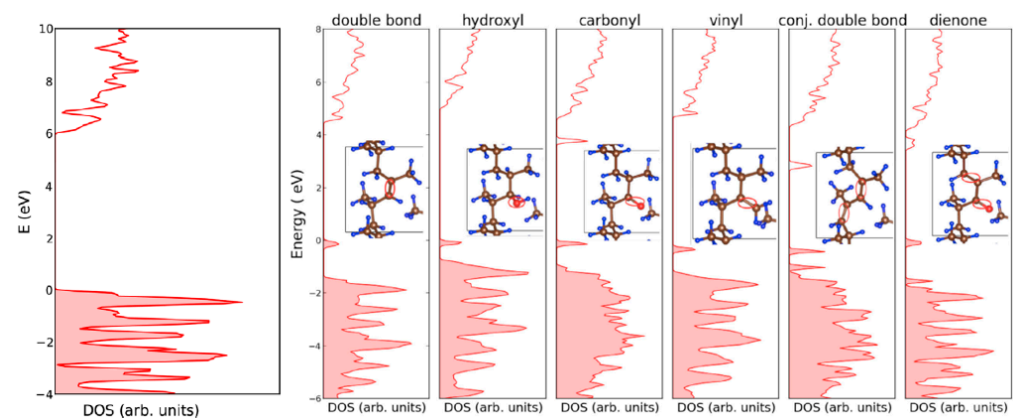 double bond
hydroxyl
carbonyl
vinyl
conj. double bond
dienone
10
8
6
4
2
0
−2
−4
E (eV)
DOS (arb. units)
8
6
4
2
0
−2
−4
−6
Energy ( eV)
DOS (arb. units)
DOS (arb. units)
DOS (arb. units)
DOS (arb. units)
DOS (arb. units)
DOS (arb. units)